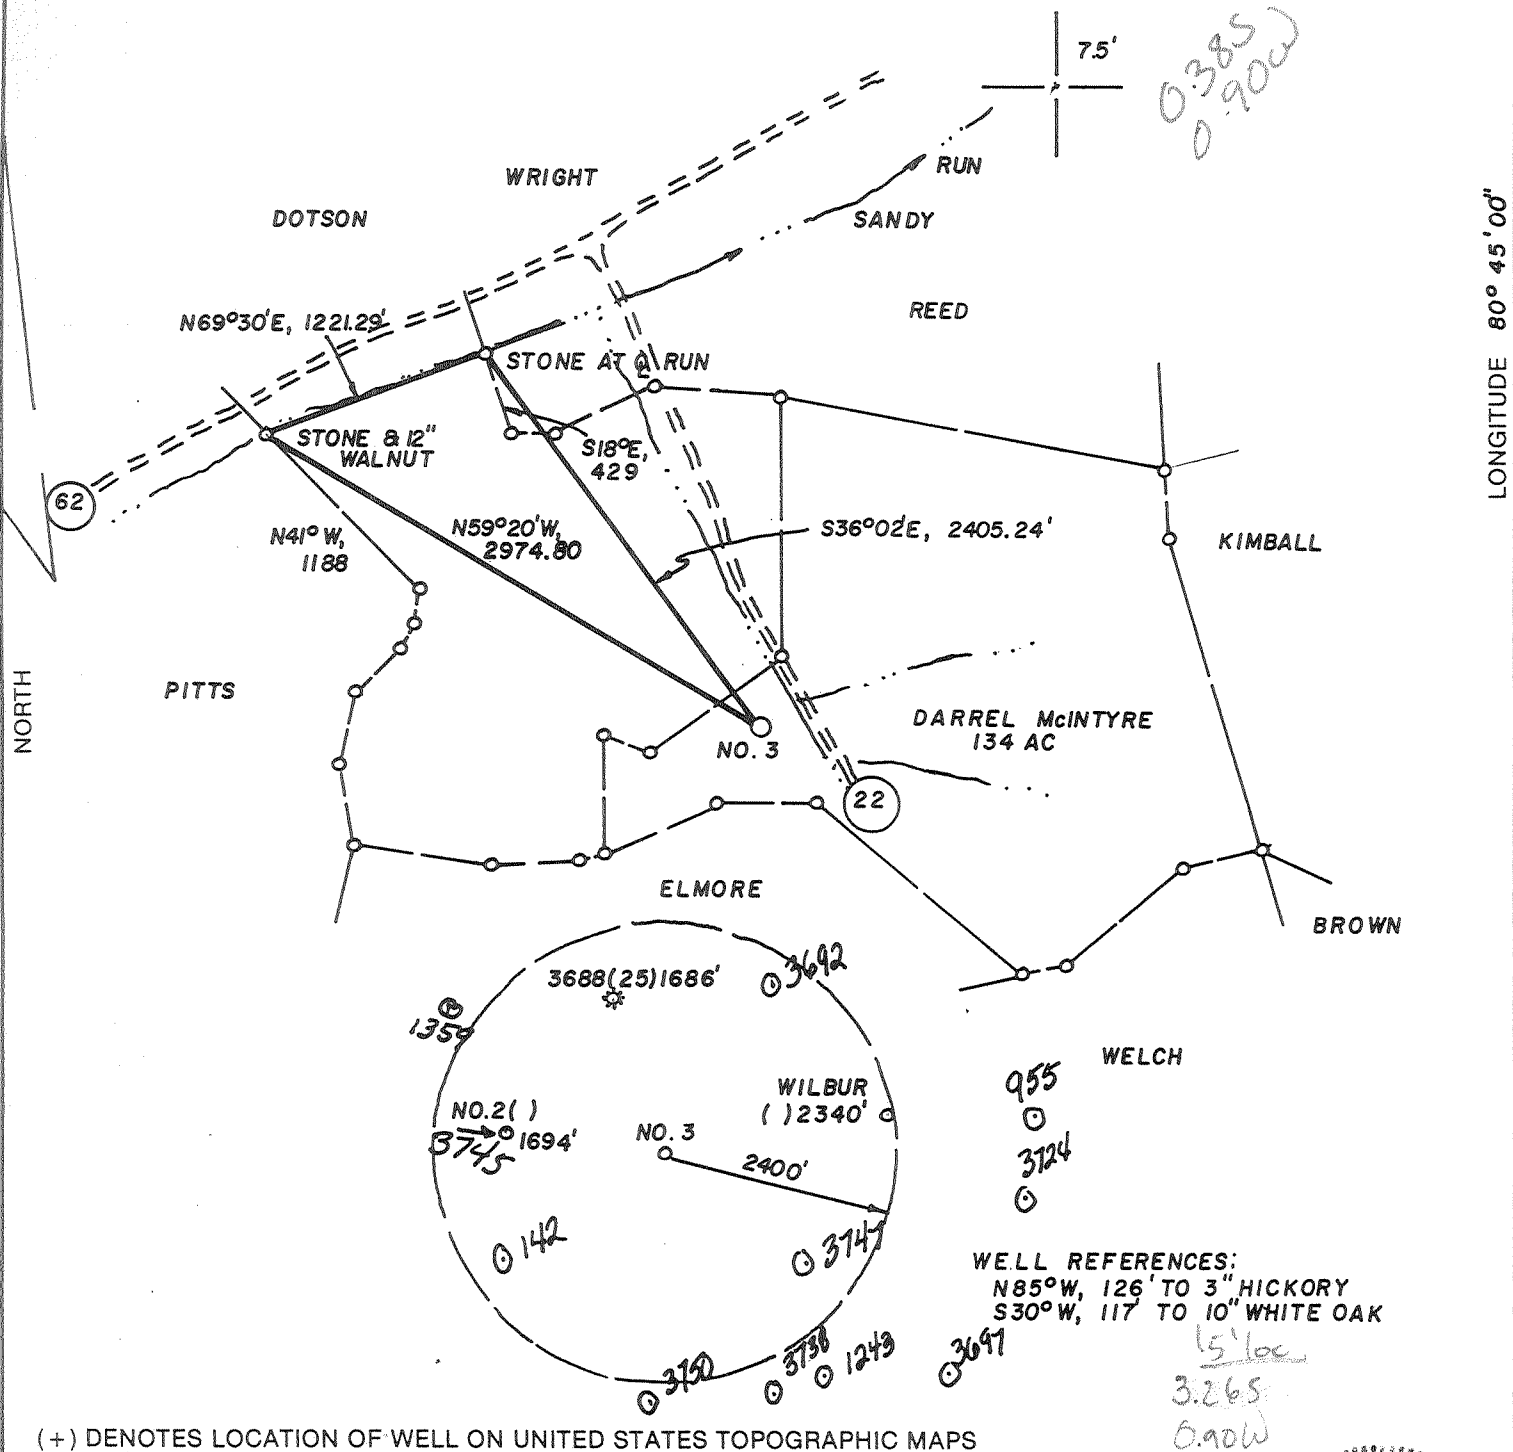 7.5'
0.38S
0.90W
WRIGHT
RUN
DOTSON
SANDY
LONGITUDE 80° 45' 00"
N69°30'E, 1221.29'
REED
STONE AT ℄ RUN
STONE & 12"
WALNUT
S18°E,
429
62
N41°W,
1188
N59°20'W,
2974.80
S36°02'E, 2405.24'
KIMBALL
NORTH
PITTS
DARREL McINTYRE
134 AC
NO. 3
22
ELMORE
BROWN
3688(25)1686'
3692
1359
WELCH
955
WILBUR
( )2340'
NO.2( )
1694'
3745
NO. 3
2400'
3724
142
3747
WELL REFERENCES:
N85°W, 126' TO 3" HICKORY
S30°W, 117' TO 10" WHITE OAK
15' loc
3750
3738
1243
3697
3.26S
0.90W
(+) DENOTES LOCATION OF WELL ON UNITED STATES TOPOGRAPHIC MAPS